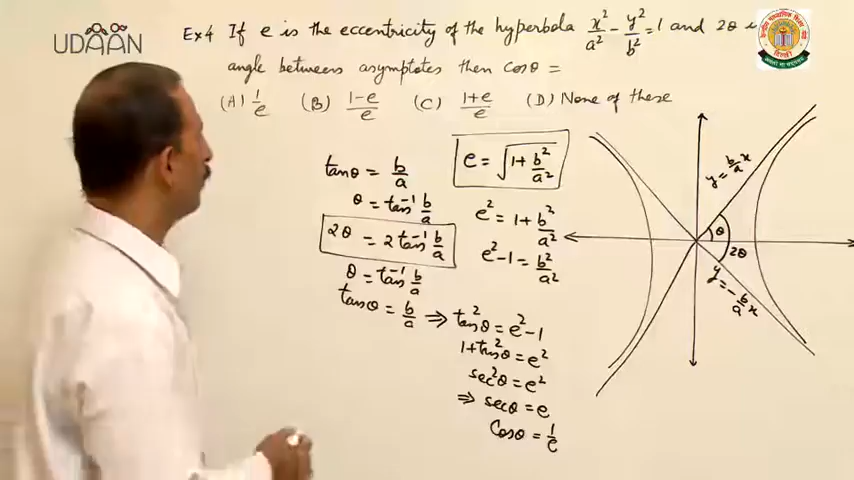 UDAAN
Ex4 If e is the eccentricity of the hyperbola x²/a² - y²/b² = 1 and 2θ i
angle betweens asymptotes then cosθ =
(A) 1/e (B) 1-e/e (C) 1+e/e (D) None of these
tanθ = b/a
θ = tan⁻¹ b/a
2θ = 2 tan⁻¹ b/a
θ = tan⁻¹ b/a
tanθ = b/a ⇒ tan²θ = e² - 1
1+tan²θ = e²
sec²θ = e²
⇒ secθ = e
Cosθ = 1/e
e = √(1 + b²/a²)
e² = 1 + b²/a²
e² - 1 = b²/a²
y = b/a x
θ
2θ
y = - b/a x